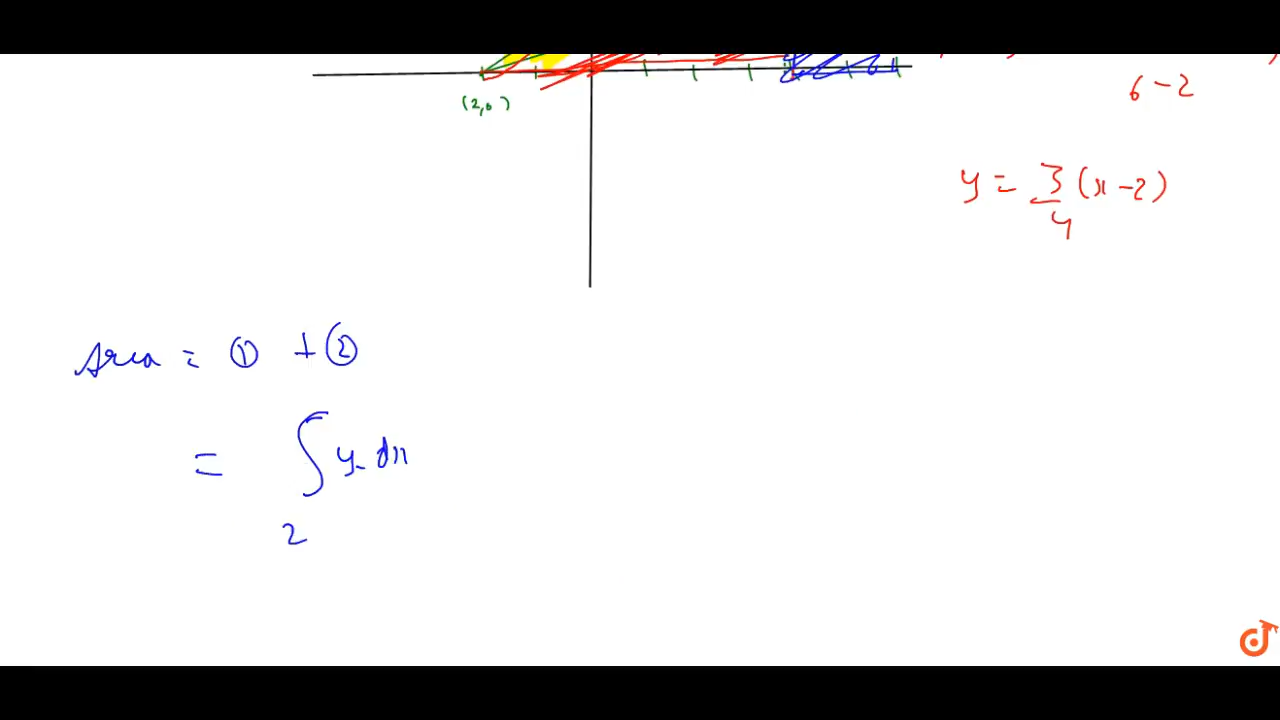 (2,0)
6 - 2
y = 3/4 (x - 2)
Area = ① + ②
= ∫ y dx
2